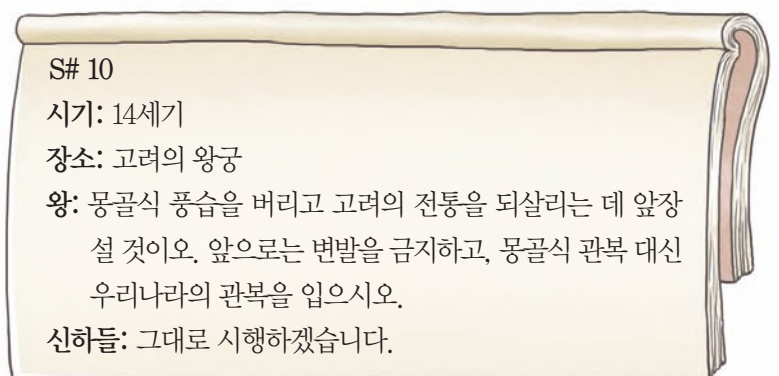 S# 10
시기: 14세기
장소: 고려의 왕궁
왕: 몽골식 풍습을 버리고 고려의 전통을 되살리는 데 앞장
설 것이오. 앞으로는 변발을 금지하고, 몽골식 관복 대신
우리나라의 관복을 입으시오.
신하들: 그대로 시행하겠습니다.